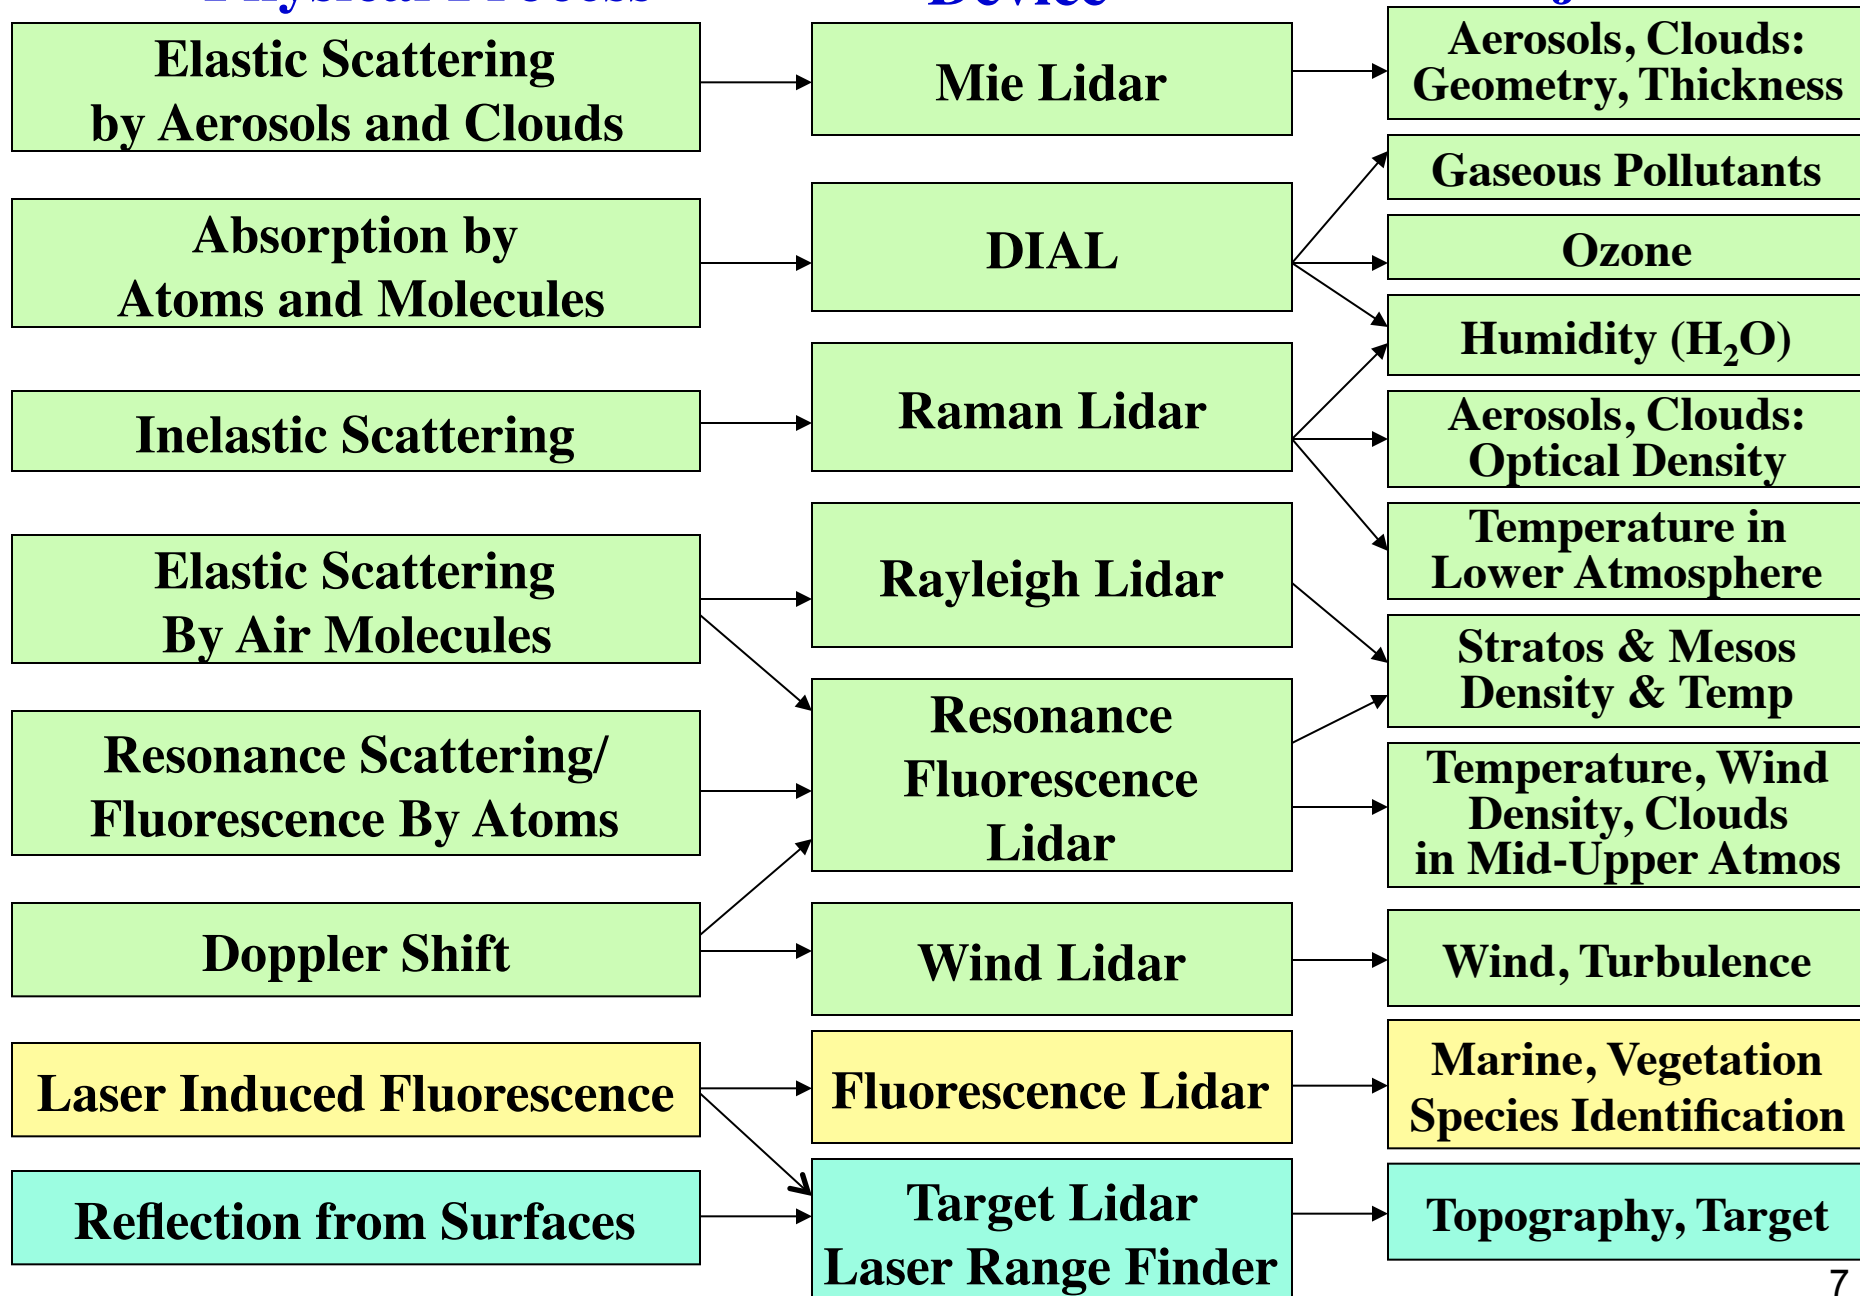 Physical Process
Device
Elastic Scattering
by Aerosols and Clouds
Mie Lidar
Aerosols, Clouds:
Geometry, Thickness
Absorption by
Atoms and Molecules
DIAL
Gaseous Pollutants
Ozone
Humidity (H₂O)
Inelastic Scattering
Raman Lidar
Aerosols, Clouds:
Optical Density
Temperature in
Lower Atmosphere
Elastic Scattering
By Air Molecules
Rayleigh Lidar
Stratos & Mesos
Density & Temp
Resonance Scattering/
Fluorescence By Atoms
Resonance
Fluorescence
Lidar
Temperature, Wind
Density, Clouds
in Mid-Upper Atmos
Doppler Shift
Wind Lidar
Wind, Turbulence
Laser Induced Fluorescence
Fluorescence Lidar
Marine, Vegetation
Species Identification
Reflection from Surfaces
Target Lidar
Laser Range Finder
Topography, Target
7